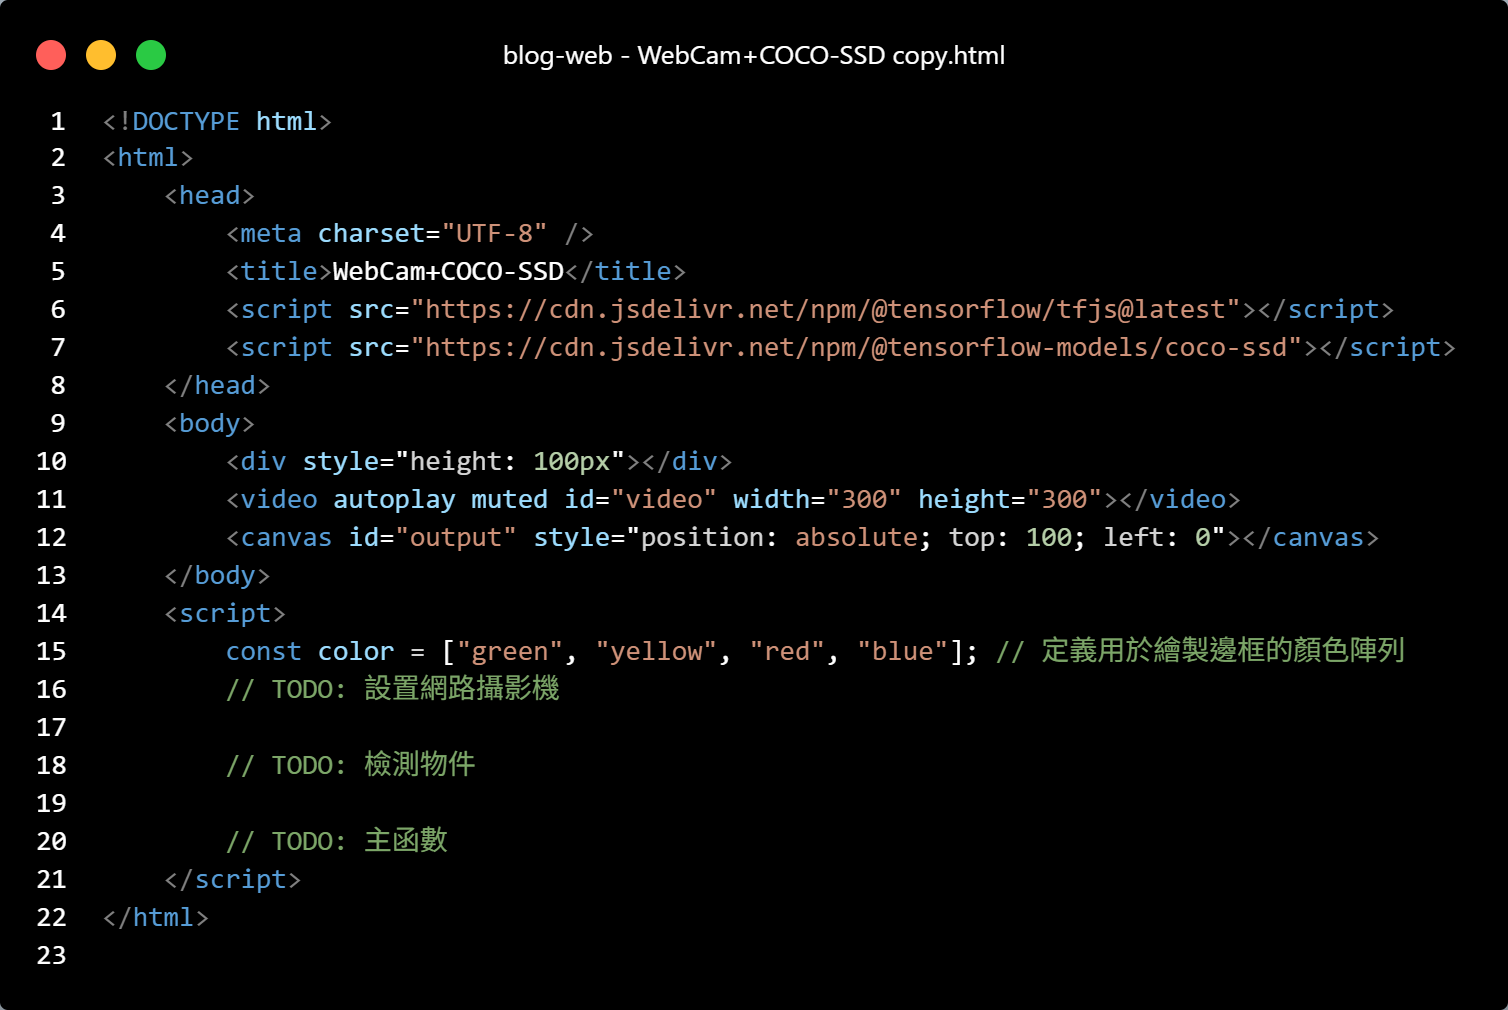 blog-web - WebCam+COCO-SSD copy.html
1 <!DOCTYPE html>
2 <html>
3     <head>
4         <meta charset="UTF-8" />
5         <title>WebCam+COCO-SSD</title>
6         <script src="https://cdn.jsdelivr.net/npm/@tensorflow/tfjs@latest"></script>
7         <script src="https://cdn.jsdelivr.net/npm/@tensorflow-models/coco-ssd"></script>
8     </head>
9     <body>
10         <div style="height: 100px"></div>
11         <video autoplay muted id="video" width="300" height="300"></video>
12         <canvas id="output" style="position: absolute; top: 100; left: 0"></canvas>
13     </body>
14     <script>
15         const color = ["green", "yellow", "red", "blue"]; // 定義用於繪製邊框的顏色陣列
16         // TODO: 設置網路攝影機
17
18         // TODO: 檢測物件
19
20         // TODO: 主函數
21     </script>
22 </html>
23